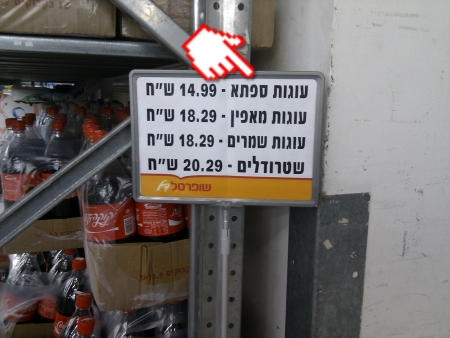 עוגות ספתא - 14.99 ש"ח
עוגות מאפין - 18.29 ש"ח
עוגות שמרים - 18.29 ש"ח
שטרודלים - 20.29 ש"ח
שופרסל